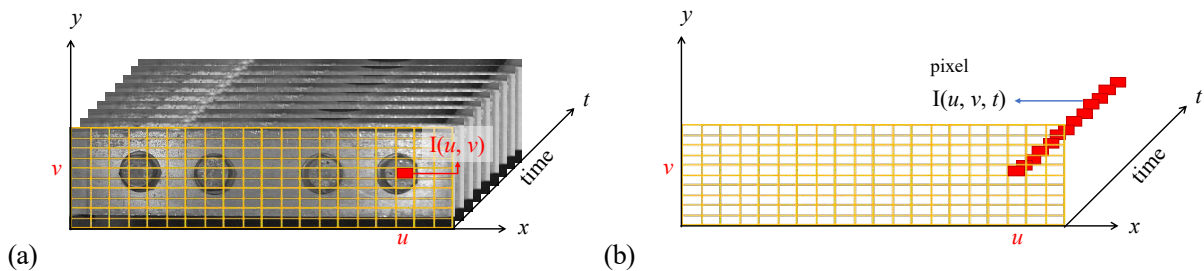 y
t
I(u, v)
v
time
x
u
(a)
y
pixel
I(u, v, t)
t
v
time
x
u
(b)